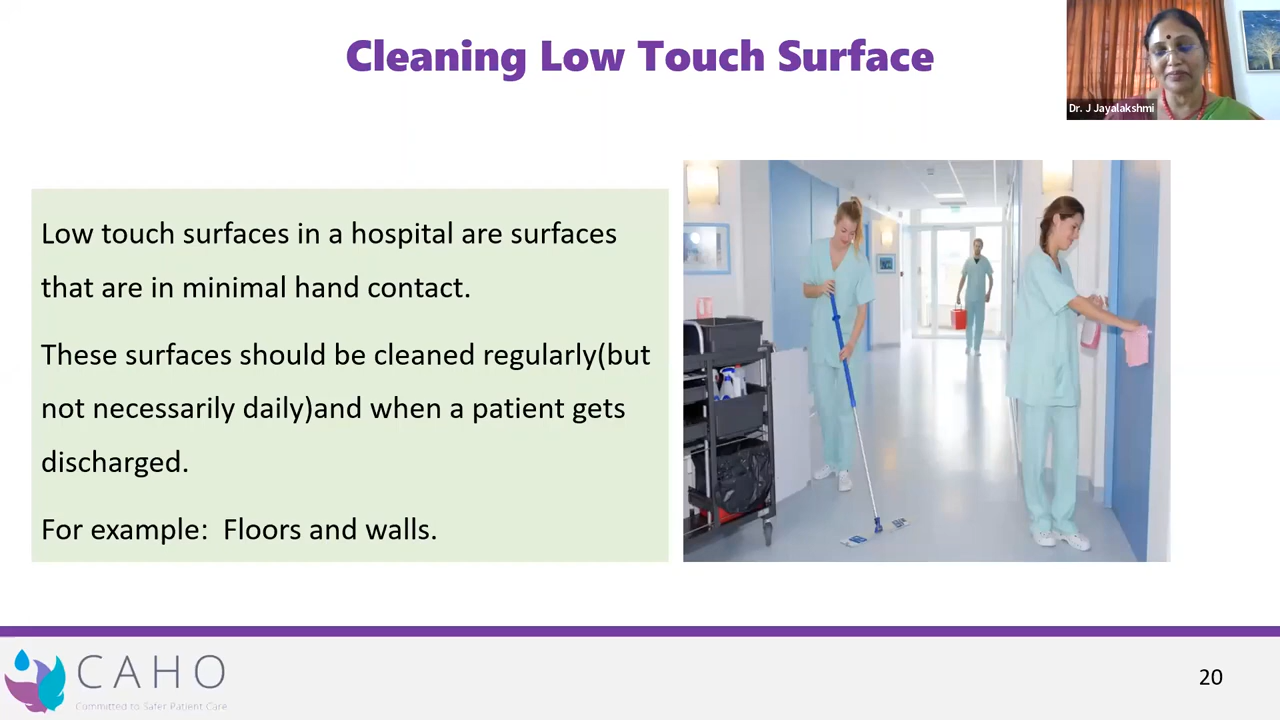 Cleaning Low Touch Surface
Dr. J Jayalakshmi
Low touch surfaces in a hospital are surfaces
that are in minimal hand contact.
These surfaces should be cleaned regularly(but
not necessarily daily)and when a patient gets
discharged.
For example:  Floors and walls.
CAHO
Committed to Safer Patient Care
20